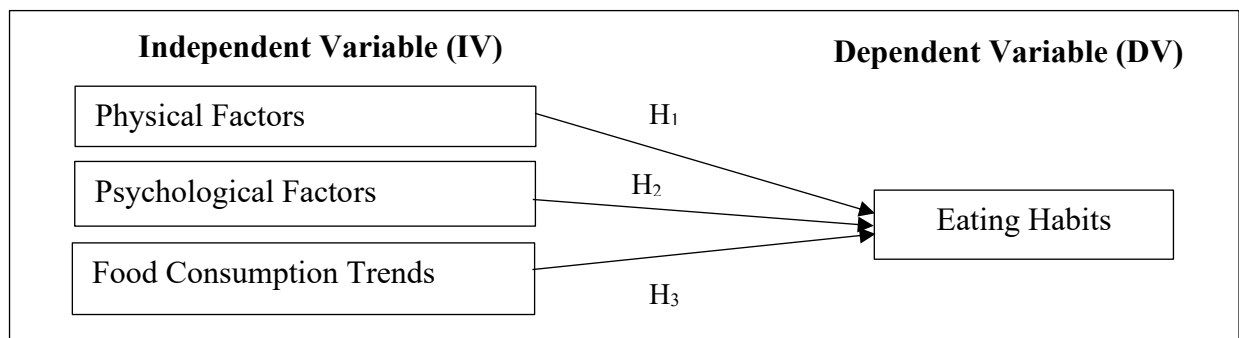 Independent Variable (IV)
Dependent Variable (DV)
Physical Factors
H₁
Psychological Factors
H₂
Eating Habits
Food Consumption Trends
H₃